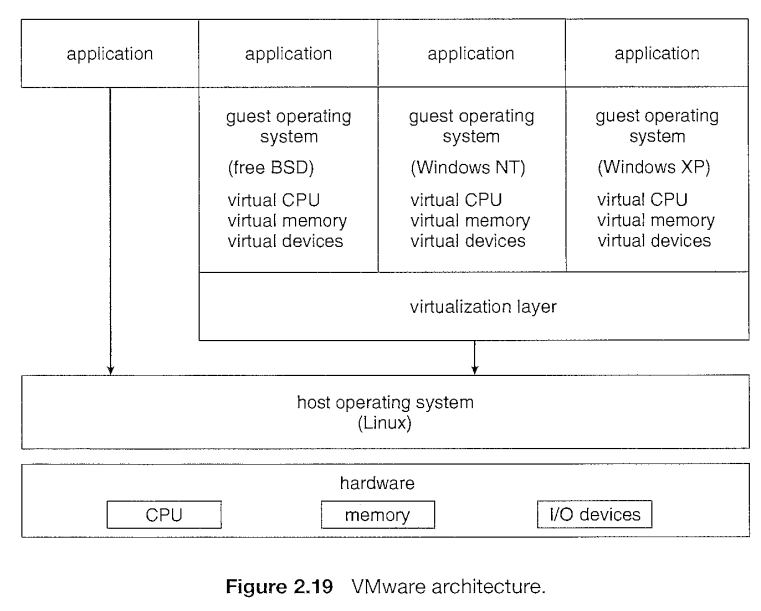 application
application
application
application
guest operating
system
(free BSD)
virtual CPU
virtual memory
virtual devices
guest operating
system
(Windows NT)
virtual CPU
virtual memory
virtual devices
guest operating
system
(Windows XP)
virtual CPU
virtual memory
virtual devices
virtualization layer
host operating system
(Linux)
hardware
CPU
memory
I/O devices
Figure 2.19 VMware architecture.